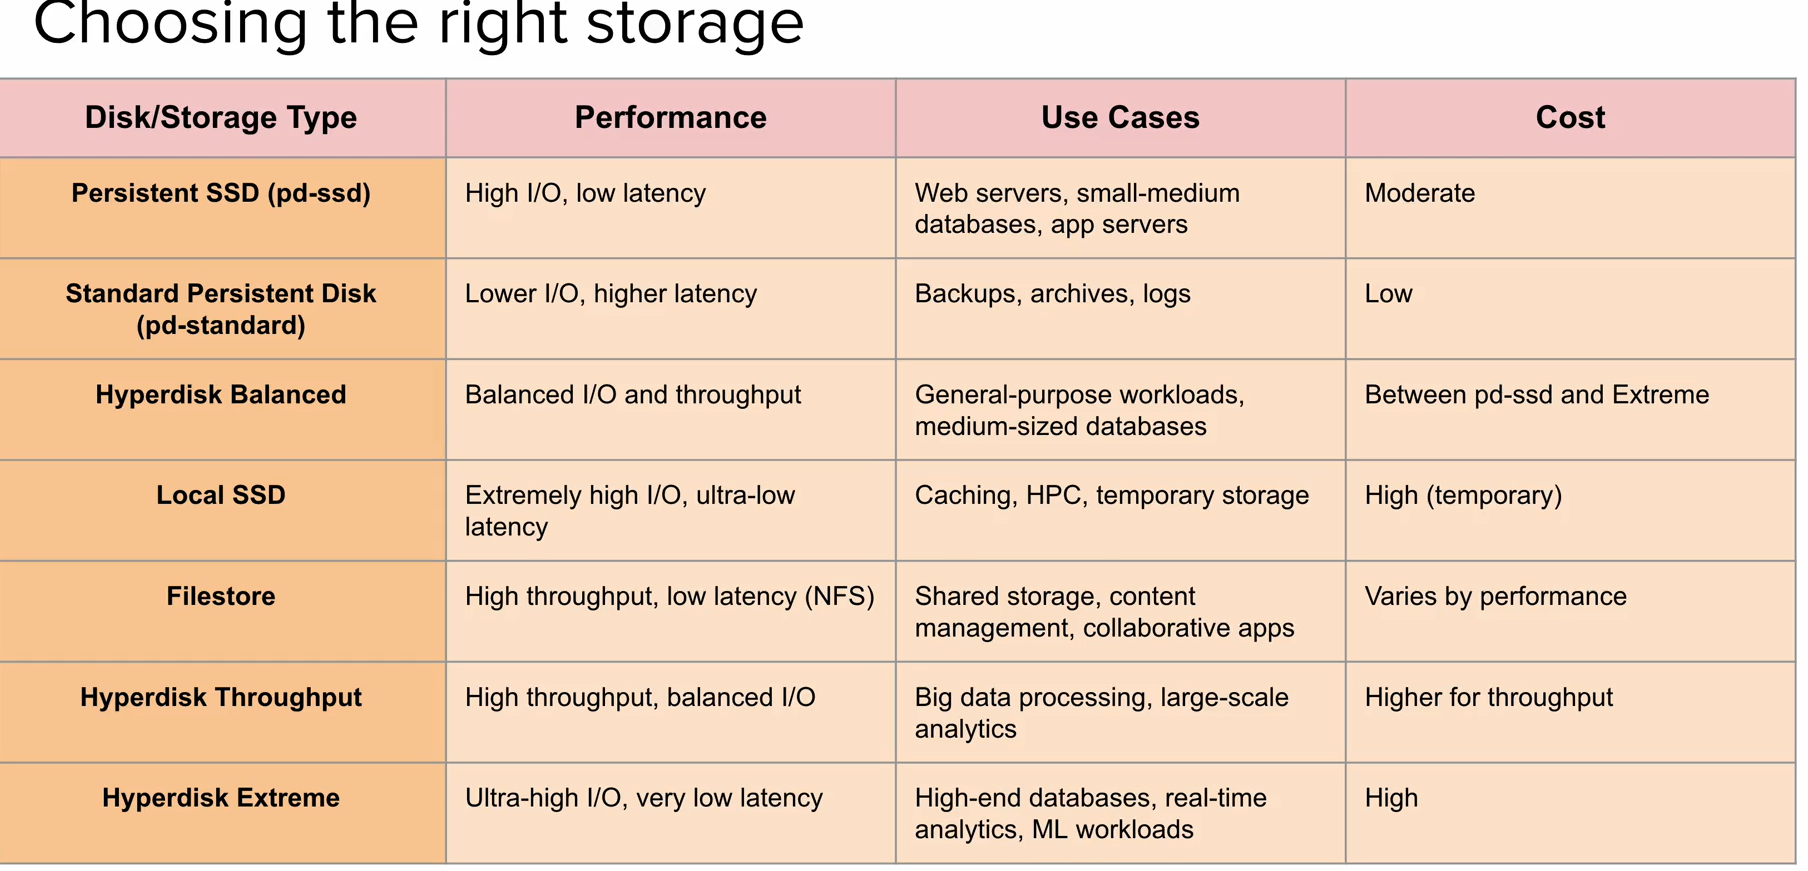 Choosing the right storage
Disk/Storage Type
Performance
Use Cases
Cost
Persistent SSD (pd-ssd)
High I/O, low latency
Web servers, small-medium
databases, app servers
Moderate
Standard Persistent Disk
(pd-standard)
Lower I/O, higher latency
Backups, archives, logs
Low
Hyperdisk Balanced
Balanced I/O and throughput
General-purpose workloads,
medium-sized databases
Between pd-ssd and Extreme
Local SSD
Extremely high I/O, ultra-low
latency
Caching, HPC, temporary storage
High (temporary)
Filestore
High throughput, low latency (NFS)
Shared storage, content
management, collaborative apps
Varies by performance
Hyperdisk Throughput
High throughput, balanced I/O
Big data processing, large-scale
analytics
Higher for throughput
Hyperdisk Extreme
Ultra-high I/O, very low latency
High-end databases, real-time
analytics, ML workloads
High